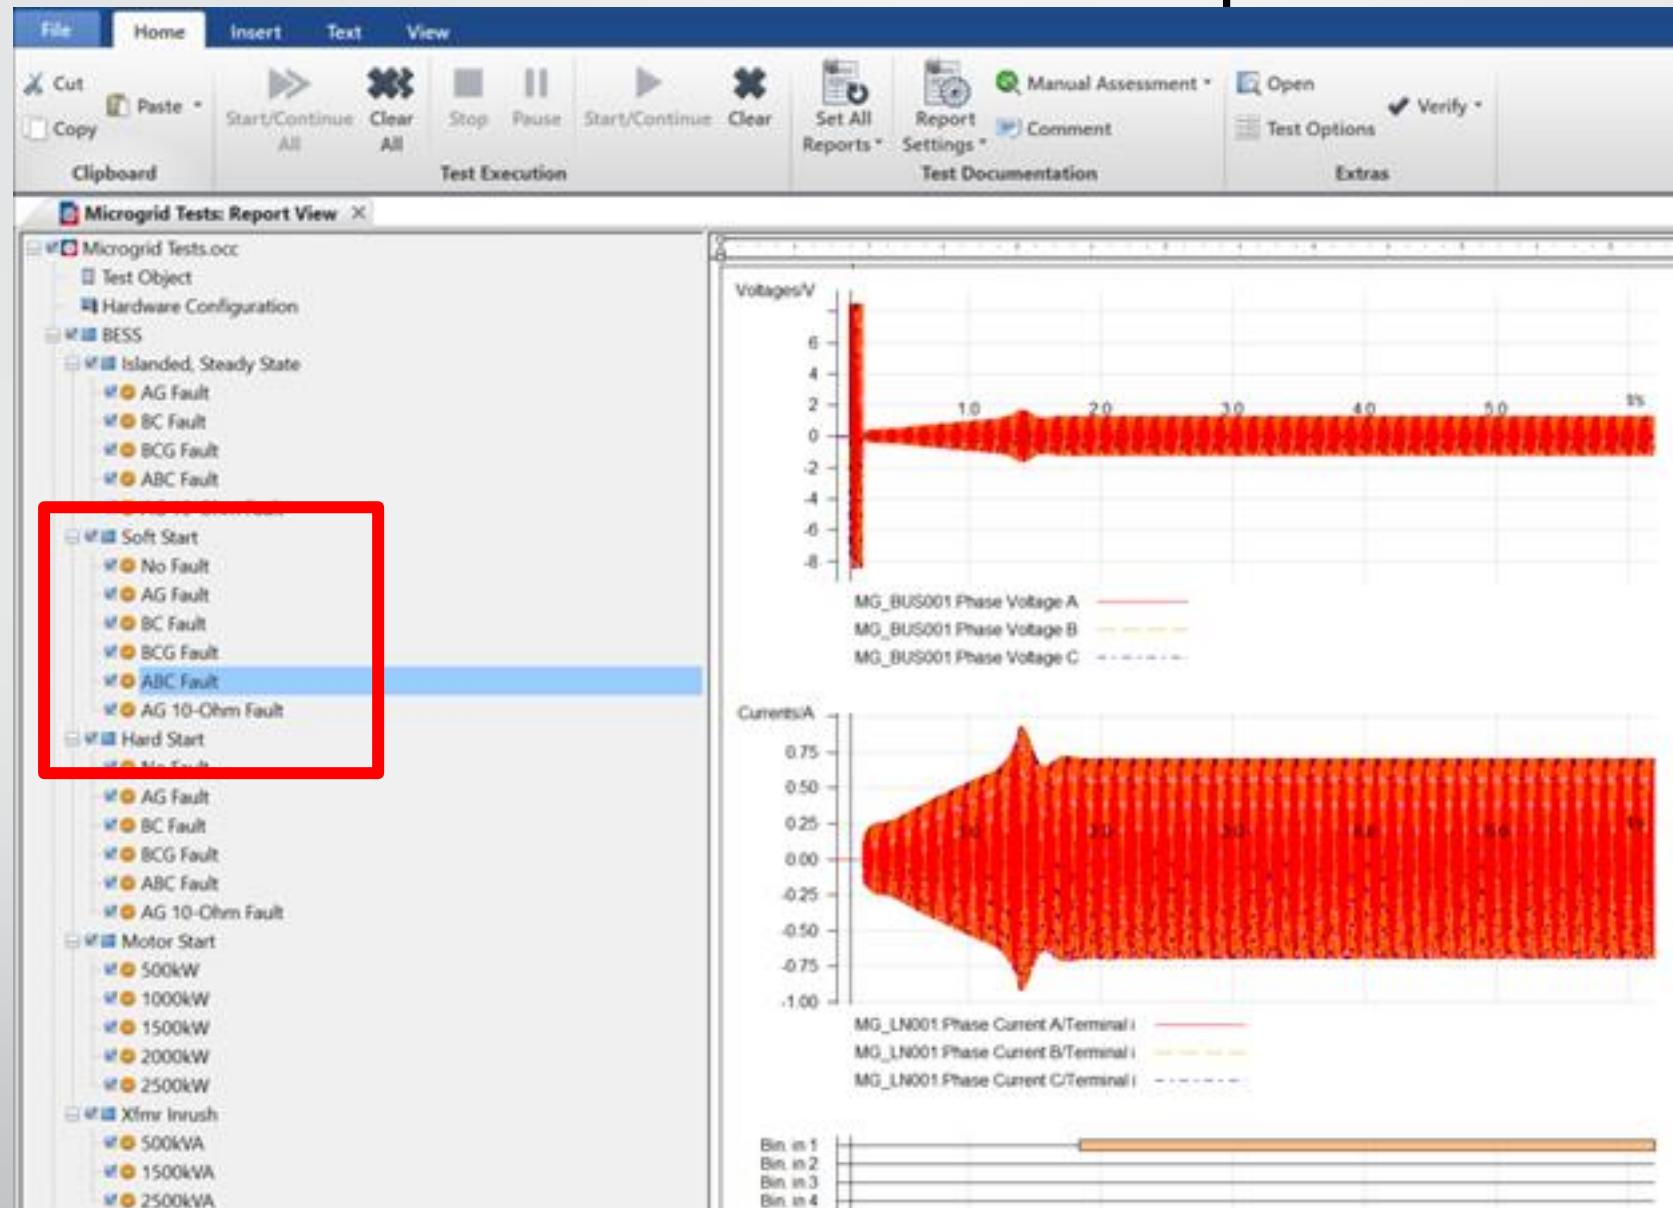 File Home Insert Text View
Cut
Copy
Paste
Clipboard
Start/Continue All
Clear All
Stop
Pause
Start/Continue
Clear
Test Execution
Set All Reports
Report Settings
Manual Assessment
Comment
Test Documentation
Open
Test Options
Verify
Extras
Microgrid Tests: Report View
Microgrid Tests.occ
Test Object
Hardware Configuration
BESS
Islanded, Steady State
AG Fault
BC Fault
BCG Fault
ABC Fault
Soft Start
No Fault
AG Fault
BC Fault
BCG Fault
ABC Fault
AG 10-Ohm Fault
Hard Start
No Fault
AG Fault
BC Fault
BCG Fault
ABC Fault
AG 10-Ohm Fault
Motor Start
500kW
1000kW
1500kW
2000kW
2500kW
Xfmr Inrush
500kVA
1500kVA
2500kVA
Voltages/V
6
4
2
0
-2
-4
-6
-8
1.0 2.0 3.0 4.0 5.0 t/s
MG_BUS001:Phase Voltage A
MG_BUS001:Phase Voltage B
MG_BUS001:Phase Voltage C
Currents/A
0.75
0.50
0.25
0.00
-0.25
-0.50
-0.75
-1.00
MG_LN001:Phase Current A/Terminal i
MG_LN001:Phase Current B/Terminal i
MG_LN001:Phase Current C/Terminal i
Bin. in 1
Bin. in 2
Bin. in 3
Bin. in 4